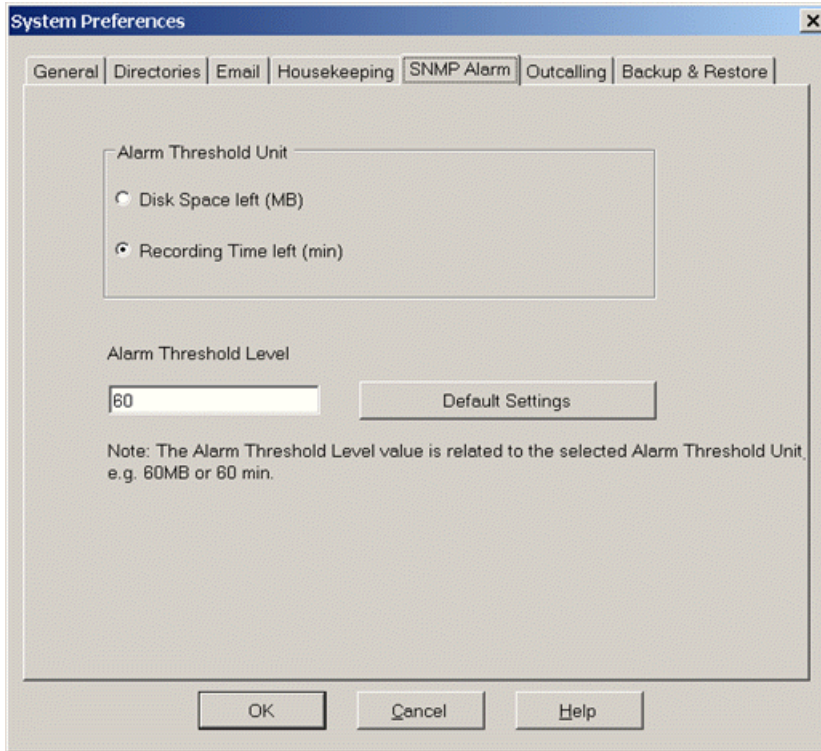 System Preferences
General Directories Email Housekeeping SNMP Alarm Outcalling Backup & Restore
Alarm Threshold Unit
Disk Space left (MB)
Recording Time left (min)
Alarm Threshold Level
60 Default Settings
Note: The Alarm Threshold Level value is related to the selected Alarm Threshold Unit,
e.g. 60MB or 60 min.
OK Cancel Help